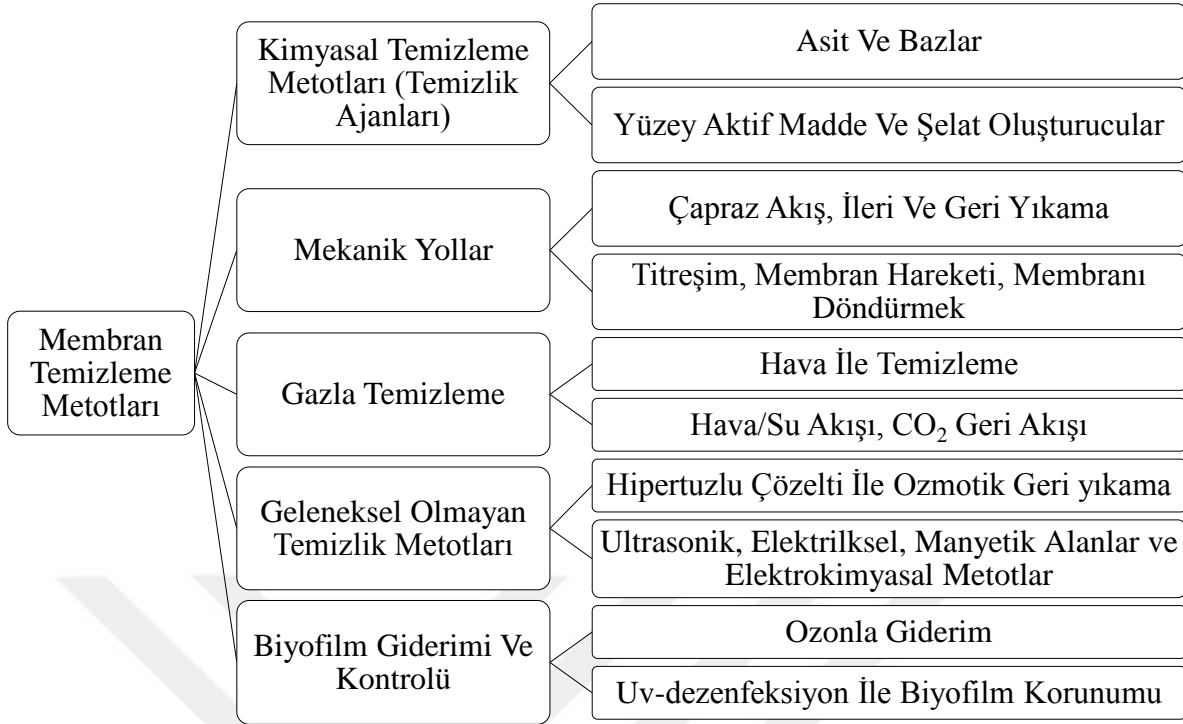 Membran
Temizleme
Metotları
Kimyasal Temizleme
Metotları (Temizlik
Ajanları)
Asit Ve Bazlar
Yüzey Aktif Madde Ve Şelat Oluşturucular
Mekanik Yollar
Çapraz Akış, İleri Ve Geri Yıkama
Titreşim, Membran Hareketi, Membranı
Döndürmek
Gazla Temizleme
Hava İle Temizleme
Hava/Su Akışı, CO₂ Geri Akışı
Geleneksel Olmayan
Temizlik Metotları
Hipertuzlu Çözelti İle Ozmotik Geri yıkama
Ultrasonik, Elektrilksel, Manyetik Alanlar ve
Elektrokimyasal Metotlar
Biyofilm Giderimi Ve
Kontrolü
Ozonla Giderim
Uv-dezenfeksiyon İle Biyofilm Korunumu